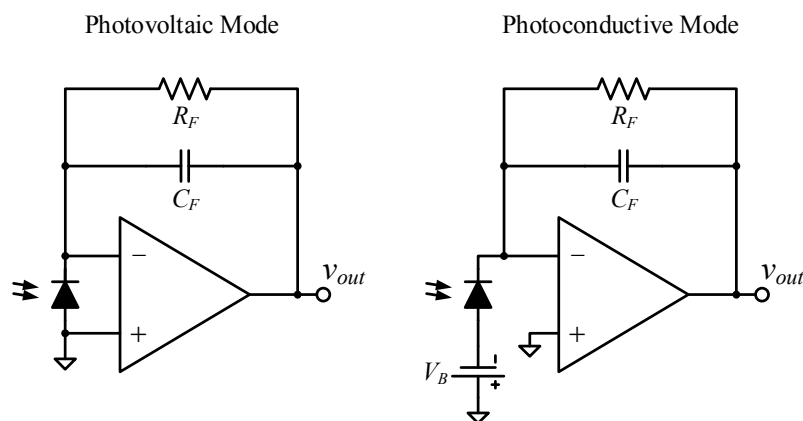 Photovoltaic Mode
R_F
C_F
−
+
v_out
Photoconductive Mode
R_F
C_F
−
+
v_out
V_B
-
+